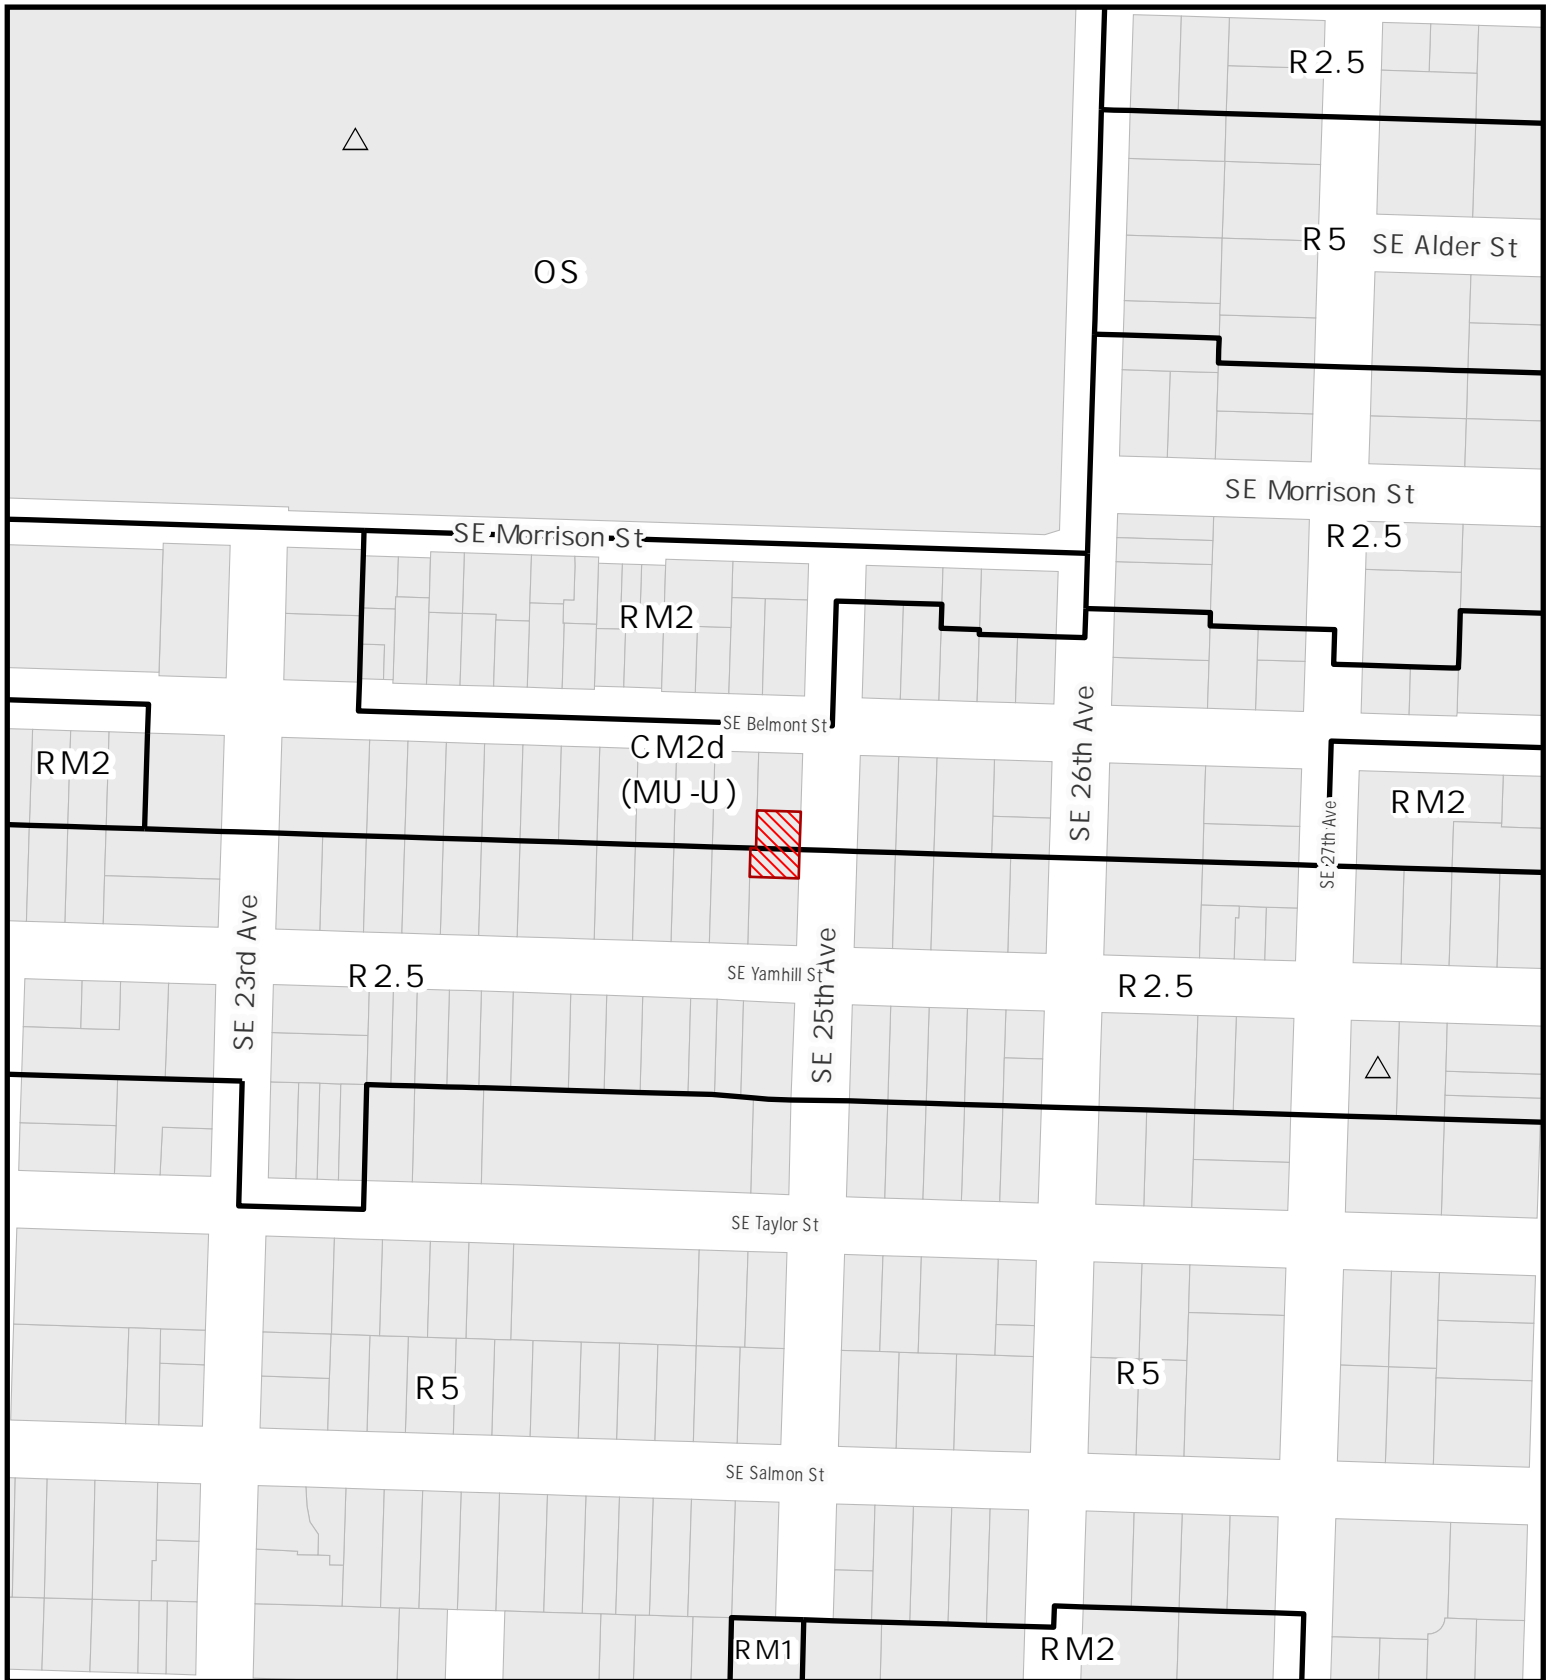 R2.5
R5
SE Alder St
OS
SE Morrison St
SE Morrison St
R2.5
RM2
SE Belmont St
CM2d
(MU-U)
RM2
SE 26th Ave
RM2
SE 27th Ave
SE 23rd Ave
R2.5
SE Yamhill St
SE 25th Ave
R2.5
SE Taylor St
R5
R5
SE Salmon St
RM1
RM2